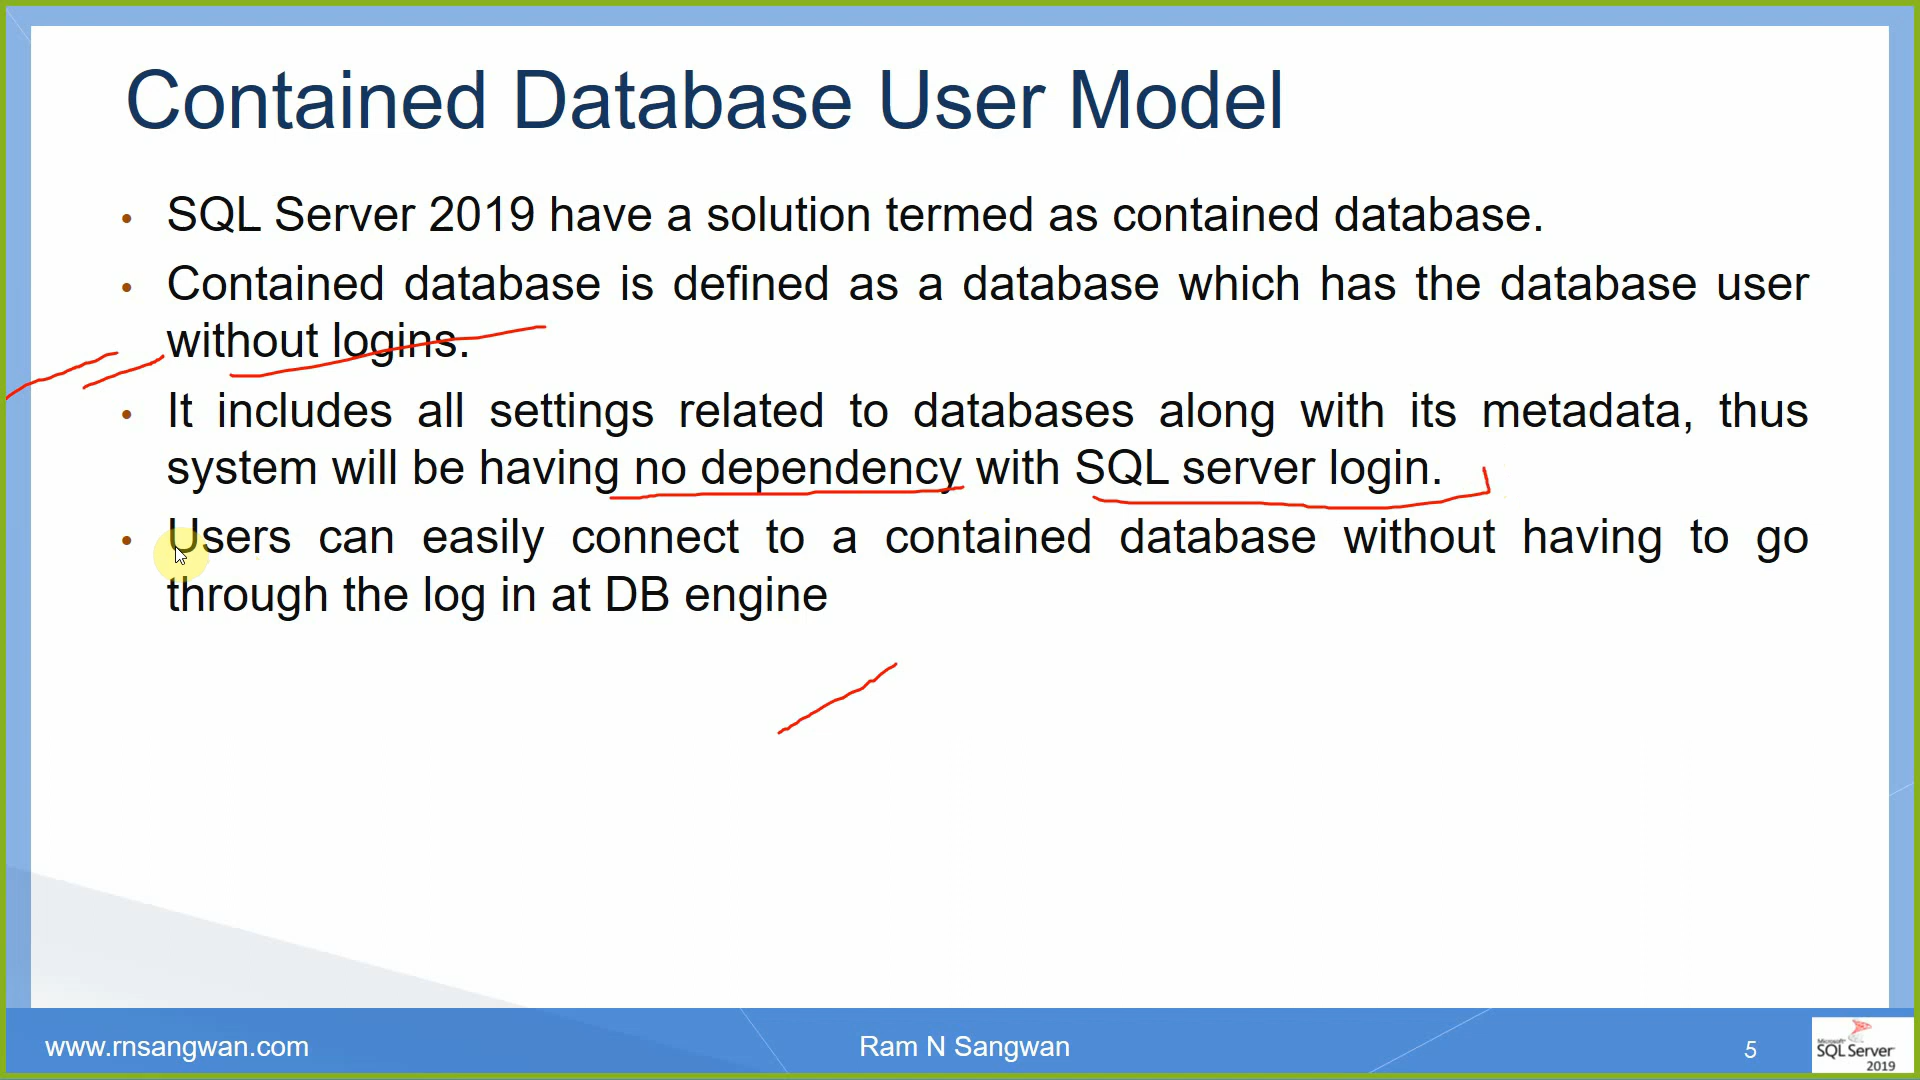 Contained Database User Model
• SQL Server 2019 have a solution termed as contained database.
• Contained database is defined as a database which has the database user
without logins.
• It includes all settings related to databases along with its metadata, thus
system will be having no dependency with SQL server login.
• Users can easily connect to a contained database without having to go
through the log in at DB engine
www.rnsangwan.com
Ram N Sangwan
5
Microsoft
SQL Server
2019